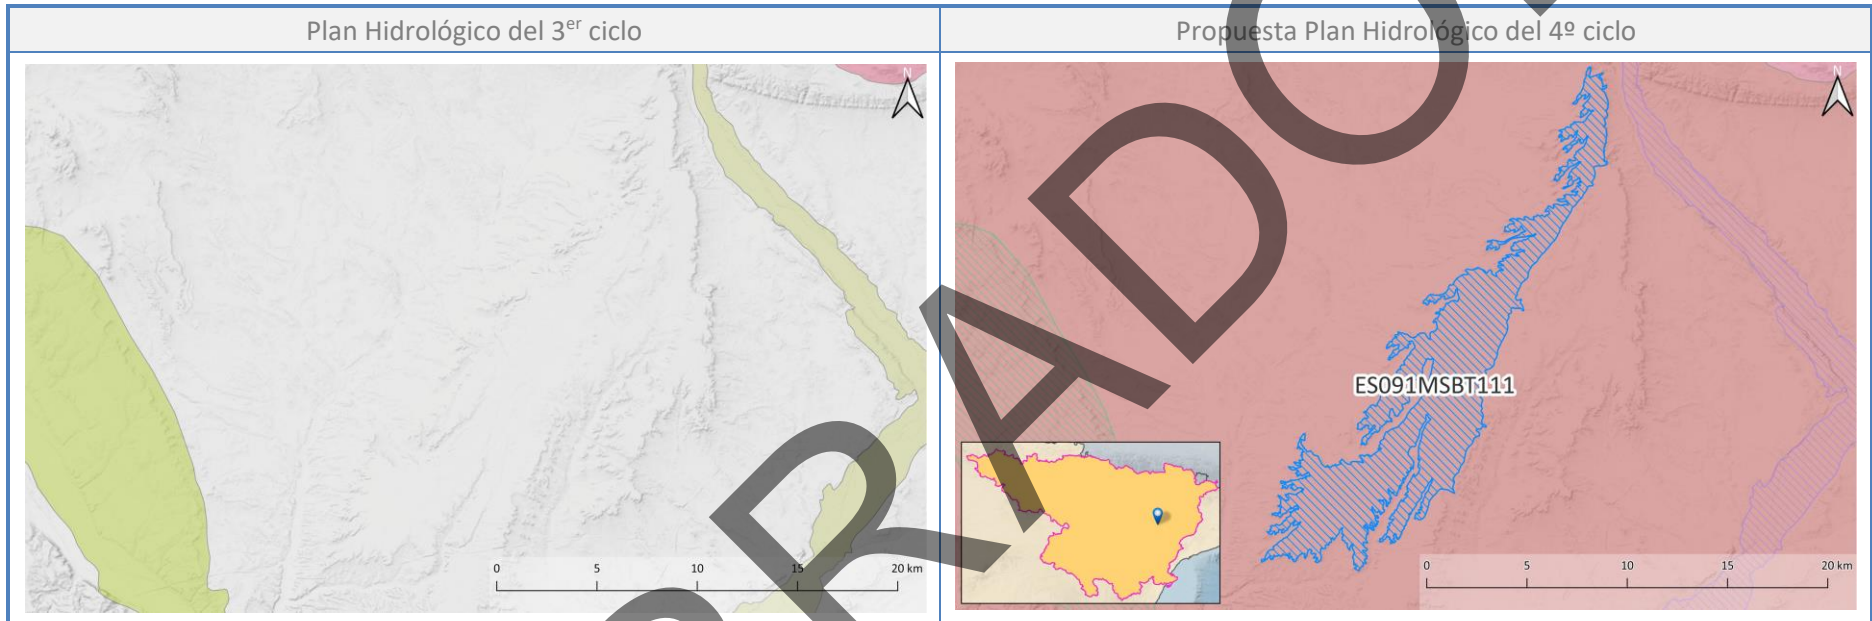 Plan Hidrológico del 3er ciclo
Propuesta Plan Hidrológico del 4º ciclo
N
N
ES091MSBT111
0 5 10 15 20 km
0 5 10 15 20 km